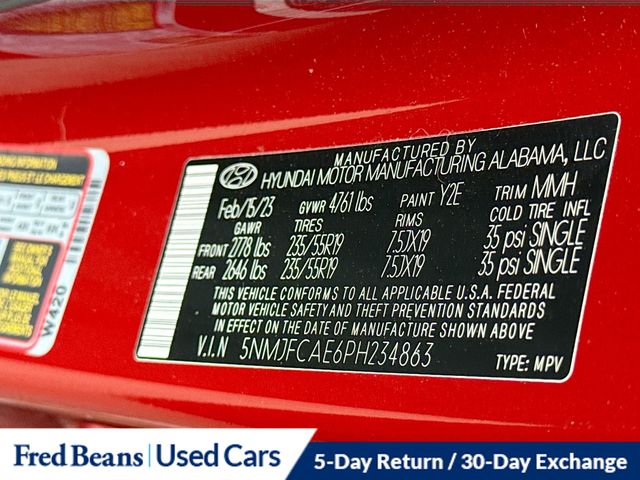 MANUFACTURED BY
HYUNDAI MOTOR MANUFACTURING ALABAMA, LLC
Feb/15/23 GVWR 4761 lbs PAINT Y2F TRIM MMH
GAWR TIRES RIMS COLD TIRE INFL
FRONT 2778 lbs 235/55R19 7.5JX19 35 psi SINGLE
REAR 2646 lbs 235/55R19 7.5JX19 35 psi SINGLE
THIS VEHICLE CONFORMS TO ALL APPLICABLE U.S.A. FEDERAL
MOTOR VEHICLE SAFETY AND THEFT PREVENTION STANDARDS
IN EFFECT ON THE DATE OF MANUFACTURE SHOWN ABOVE.
V.I.N 5NMJFCAE6PH234863 TYPE: MPV
W420
Fred Beans Used Cars
5-Day Return / 30-Day Exchange